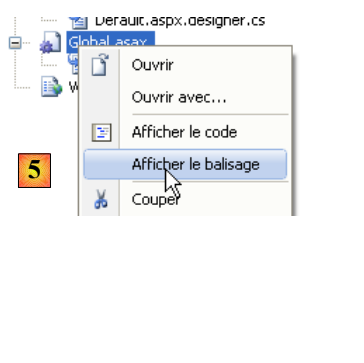 Default.aspx.designer.cs
Global.asax
Ouvrir
W
Ouvrir avec...
Afficher le code
5
Afficher le balisage
Couper